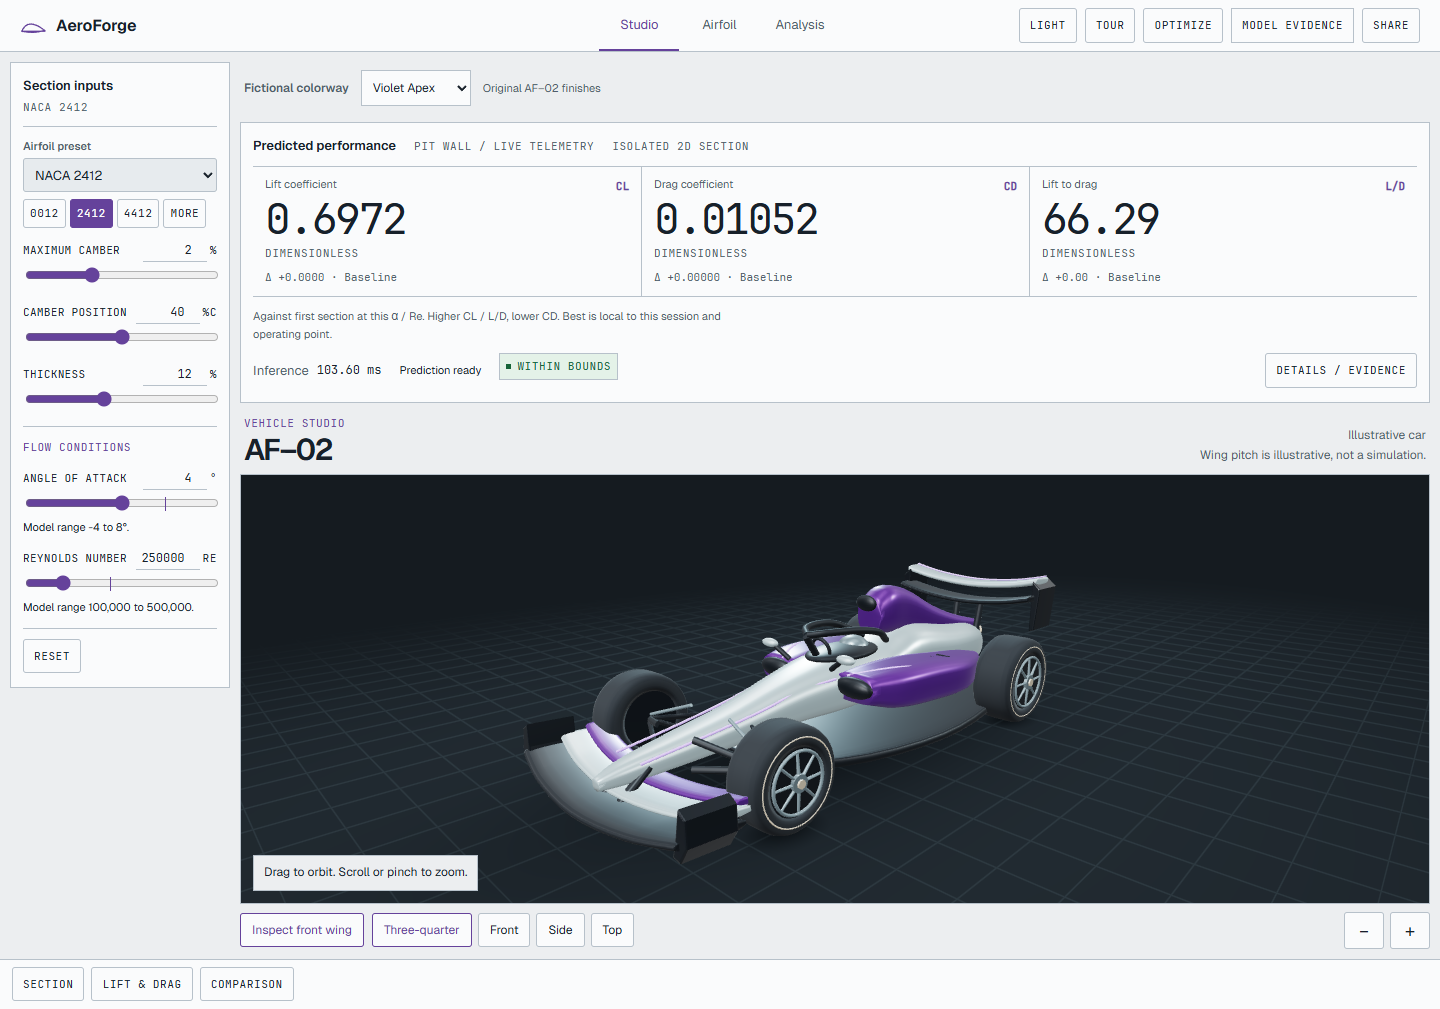 AeroForge
Studio
Airfoil
Analysis
LIGHT
TOUR
OPTIMIZE
MODEL EVIDENCE
SHARE
Section inputs
NACA 2412
Airfoil preset
NACA 2412
0012
2412
4412
MORE
MAXIMUM CAMBER 2 %
CAMBER POSITION 40 %C
THICKNESS 12 %
FLOW CONDITIONS
ANGLE OF ATTACK 4 °
Model range -4 to 8°.
REYNOLDS NUMBER 250000 RE
Model range 100,000 to 500,000.
RESET
Fictional colorway
Violet Apex
Original AF–02 finishes
Predicted performance PIT WALL / LIVE TELEMETRY ISOLATED 2D SECTION
Lift coefficient CL
0.6972
DIMENSIONLESS
Δ +0.0000 · Baseline
Drag coefficient CD
0.01052
DIMENSIONLESS
Δ +0.00000 · Baseline
Lift to drag L/D
66.29
DIMENSIONLESS
Δ +0.00 · Baseline
Against first section at this α / Re. Higher CL / L/D, lower CD. Best is local to this session and
operating point.
Inference 103.60 ms Prediction ready WITHIN BOUNDS
DETAILS / EVIDENCE
VEHICLE STUDIO
AF–02
Illustrative car
Wing pitch is illustrative, not a simulation.
Drag to orbit. Scroll or pinch to zoom.
Inspect front wing
Three-quarter
Front
Side
Top
−
+
SECTION
LIFT & DRAG
COMPARISON